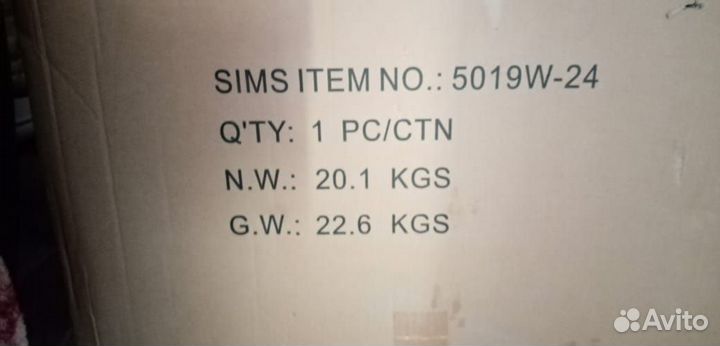 SIMS ITEM NO.: 5019W-24
Q'TY: 1 PC/CTN
N.W.: 20.1 KGS
G.W.: 22.6 KGS
Avito